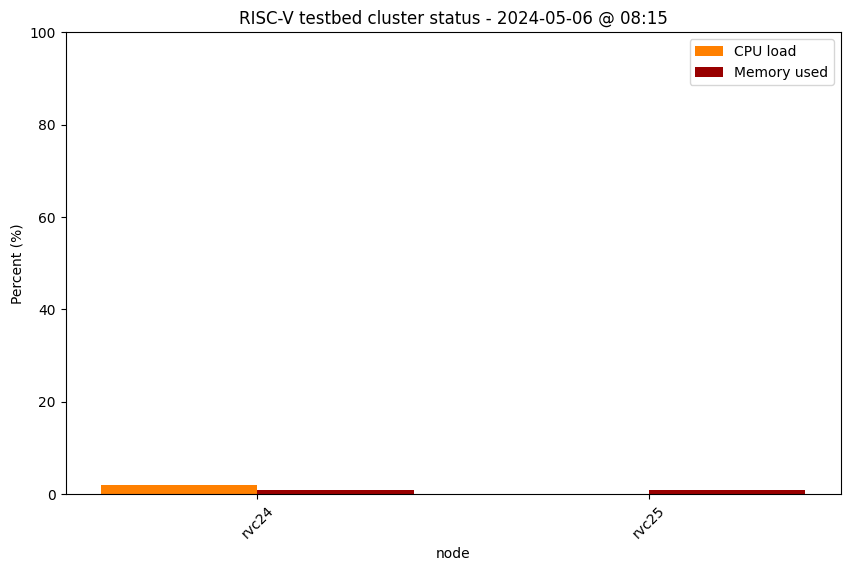 RISC-V testbed cluster status - 2024-05-06 @ 08:15
CPU load
Memory used
Percent (%)
100
80
60
40
20
0
rvc24
rvc25
node